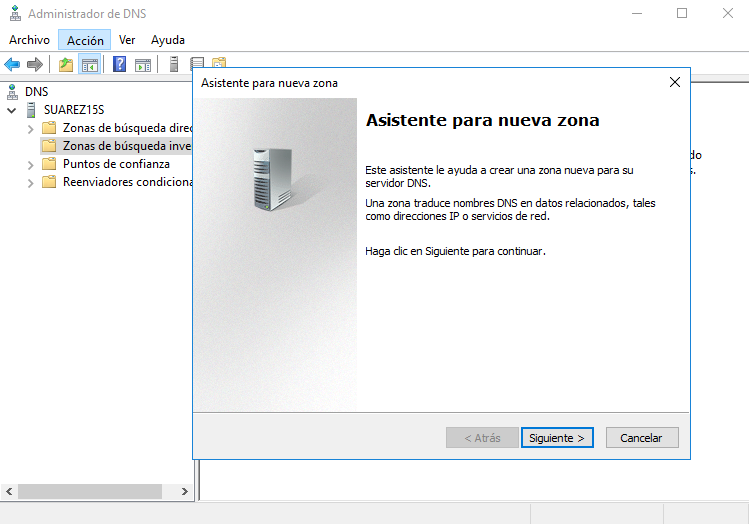 Administrador de DNS
Archivo Acción Ver Ayuda
DNS
SUAREZ15S
Zonas de búsqueda direc
Zonas de búsqueda inve
Puntos de confianza
Reenviadores condiciona
Asistente para nueva zona
Asistente para nueva zona
Este asistente le ayuda a crear una zona nueva para su
servidor DNS.
Una zona traduce nombres DNS en datos relacionados, tales
como direcciones IP o servicios de red.
Haga clic en Siguiente para continuar.
< Atrás Siguiente > Cancelar
do
s.